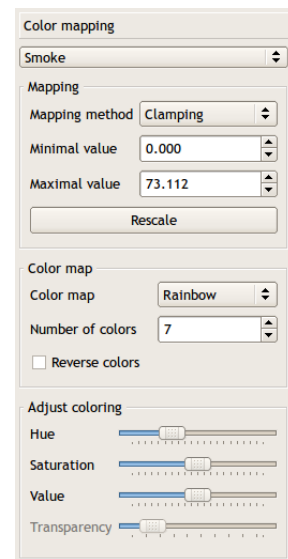 Color mapping
Smoke
Mapping
Mapping method Clamping
Minimal value 0.000
Maximal value 73.112
Rescale
Color map
Color map Rainbow
Number of colors 7
Reverse colors
Adjust coloring
Hue
Saturation
Value
Transparency